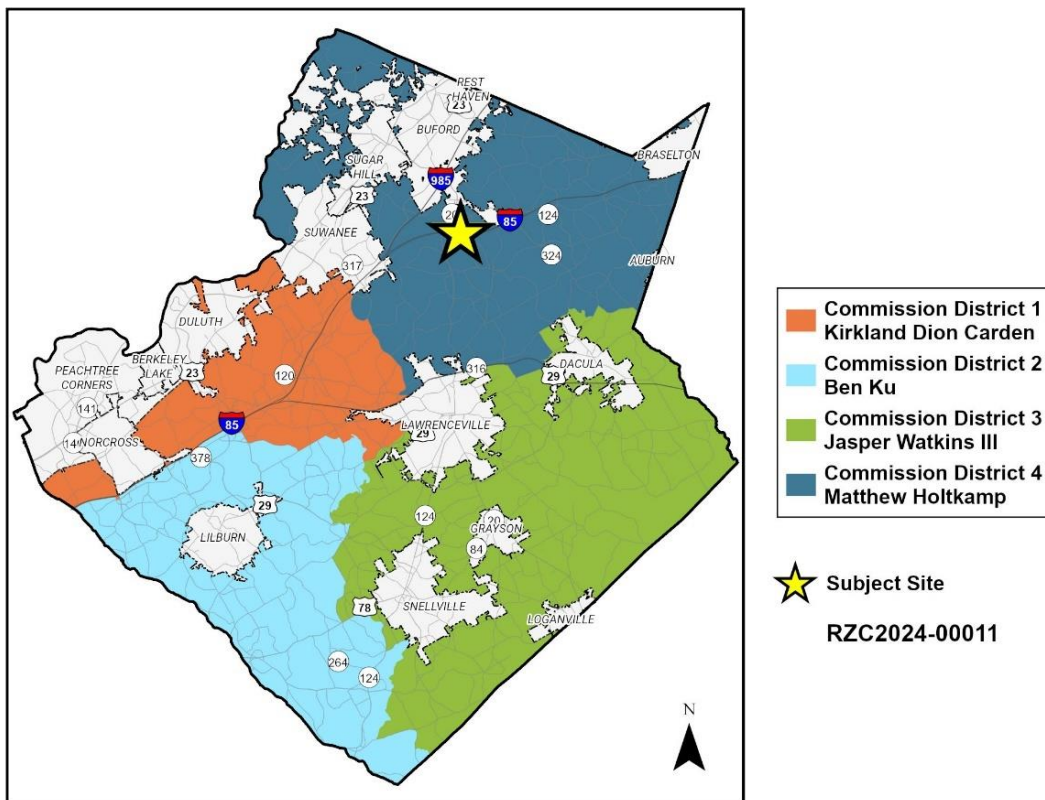 REST
HAVEN
23
BUFORD
BRASELTON
SUGAR
HILL
985
23
20
85
124
SUWANEE
317
324
AUBURN
DULUTH
BERKELEY
LAKE
23
PEACHTREE
CORNERS
120
316
DACULA
29
141
NORCROSS
85
LAWRENCEVILLE
29
378
29
LILBURN
124
20
GRAYSON
84
SNELLVILLE
78
LOGANVILLE
264
124
N
Commission District 1
Kirkland Dion Carden
Commission District 2
Ben Ku
Commission District 3
Jasper Watkins III
Commission District 4
Matthew Holtkamp
Subject Site
RZC2024-00011